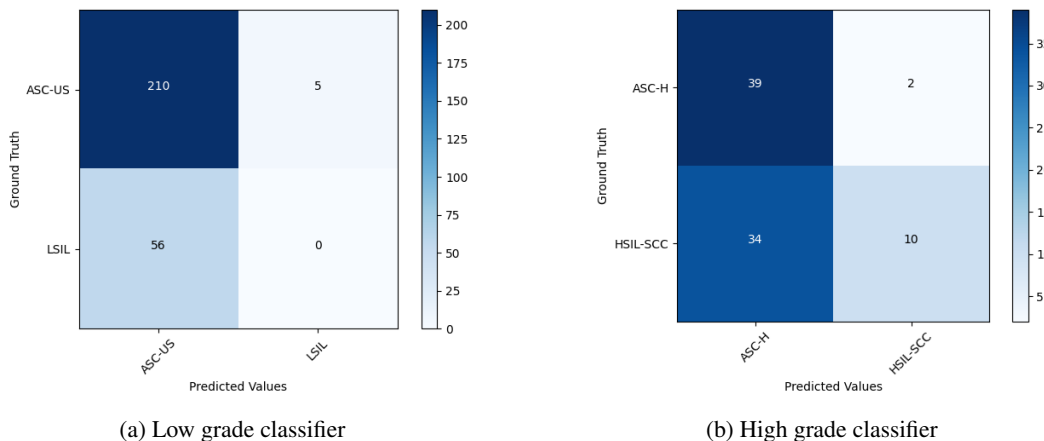 ASC-US
LSIL
Ground Truth
210
5
56
0
ASC-US
LSIL
Predicted Values
200
175
150
125
100
75
50
25
0
(a) Low grade classifier
ASC-H
HSIL-SCC
Ground Truth
39
2
34
10
ASC-H
HSIL-SCC
Predicted Values
5
(b) High grade classifier